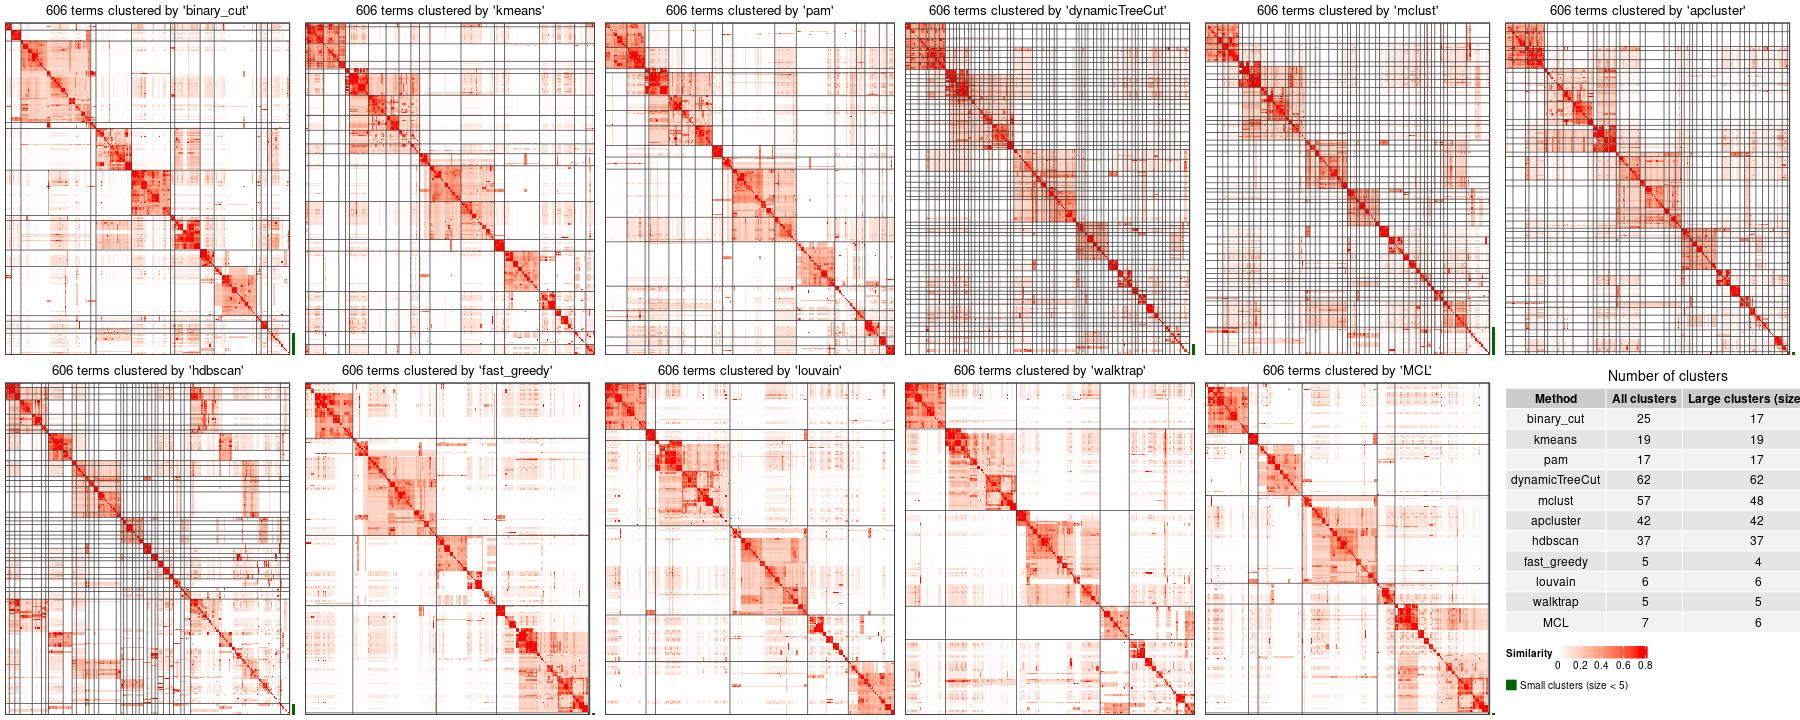 606 terms clustered by 'binary_cut'
606 terms clustered by 'kmeans'
606 terms clustered by 'pam'
606 terms clustered by 'dynamicTreeCut'
606 terms clustered by 'mclust'
606 terms clustered by 'apcluster'
606 terms clustered by 'hdbscan'
606 terms clustered by 'fast_greedy'
606 terms clustered by 'louvain'
606 terms clustered by 'walktrap'
606 terms clustered by 'MCL'
Number of clusters
Method All clusters Large clusters (size
binary_cut 25 17
kmeans 19 19
pam 17 17
dynamicTreeCut 62 62
mclust 57 48
apcluster 42 42
hdbscan 37 37
fast_greedy 5 4
louvain 6 6
walktrap 5 5
MCL 7 6
Similarity
0 0.2 0.4 0.6 0.8
Small clusters (size < 5)